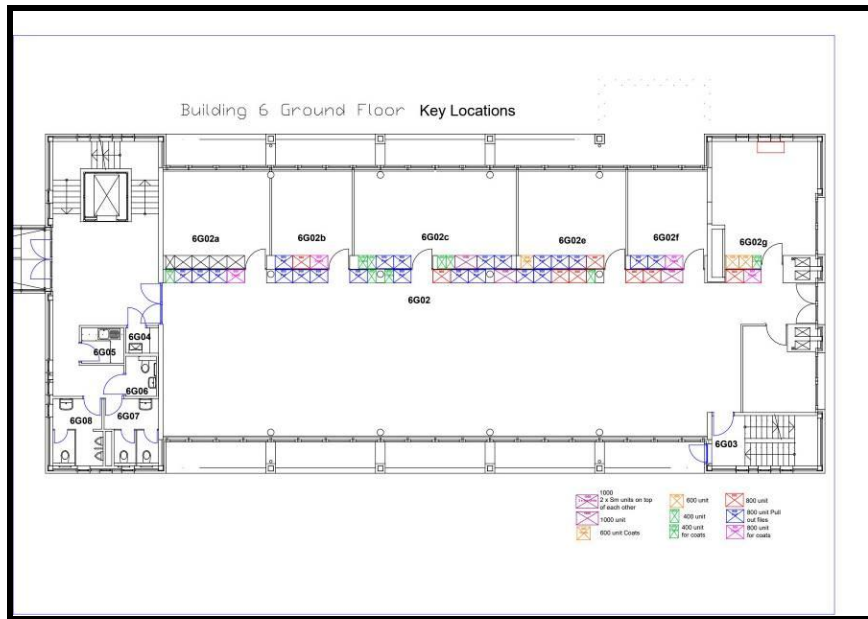 Building 6 Ground Floor Key Locations
6G02a
6G02b
6G02c
6G02e
6G02f
6G02g
6G02
6G04
6G05
6G06
6G08
6G07
6G03
1000
2 x Sm units on top
of each other
1000 unit
600 unit Coats
600 unit
400 unit
400 unit
for coats
800 unit
800 unit Pull
out files
800 unit
for coats